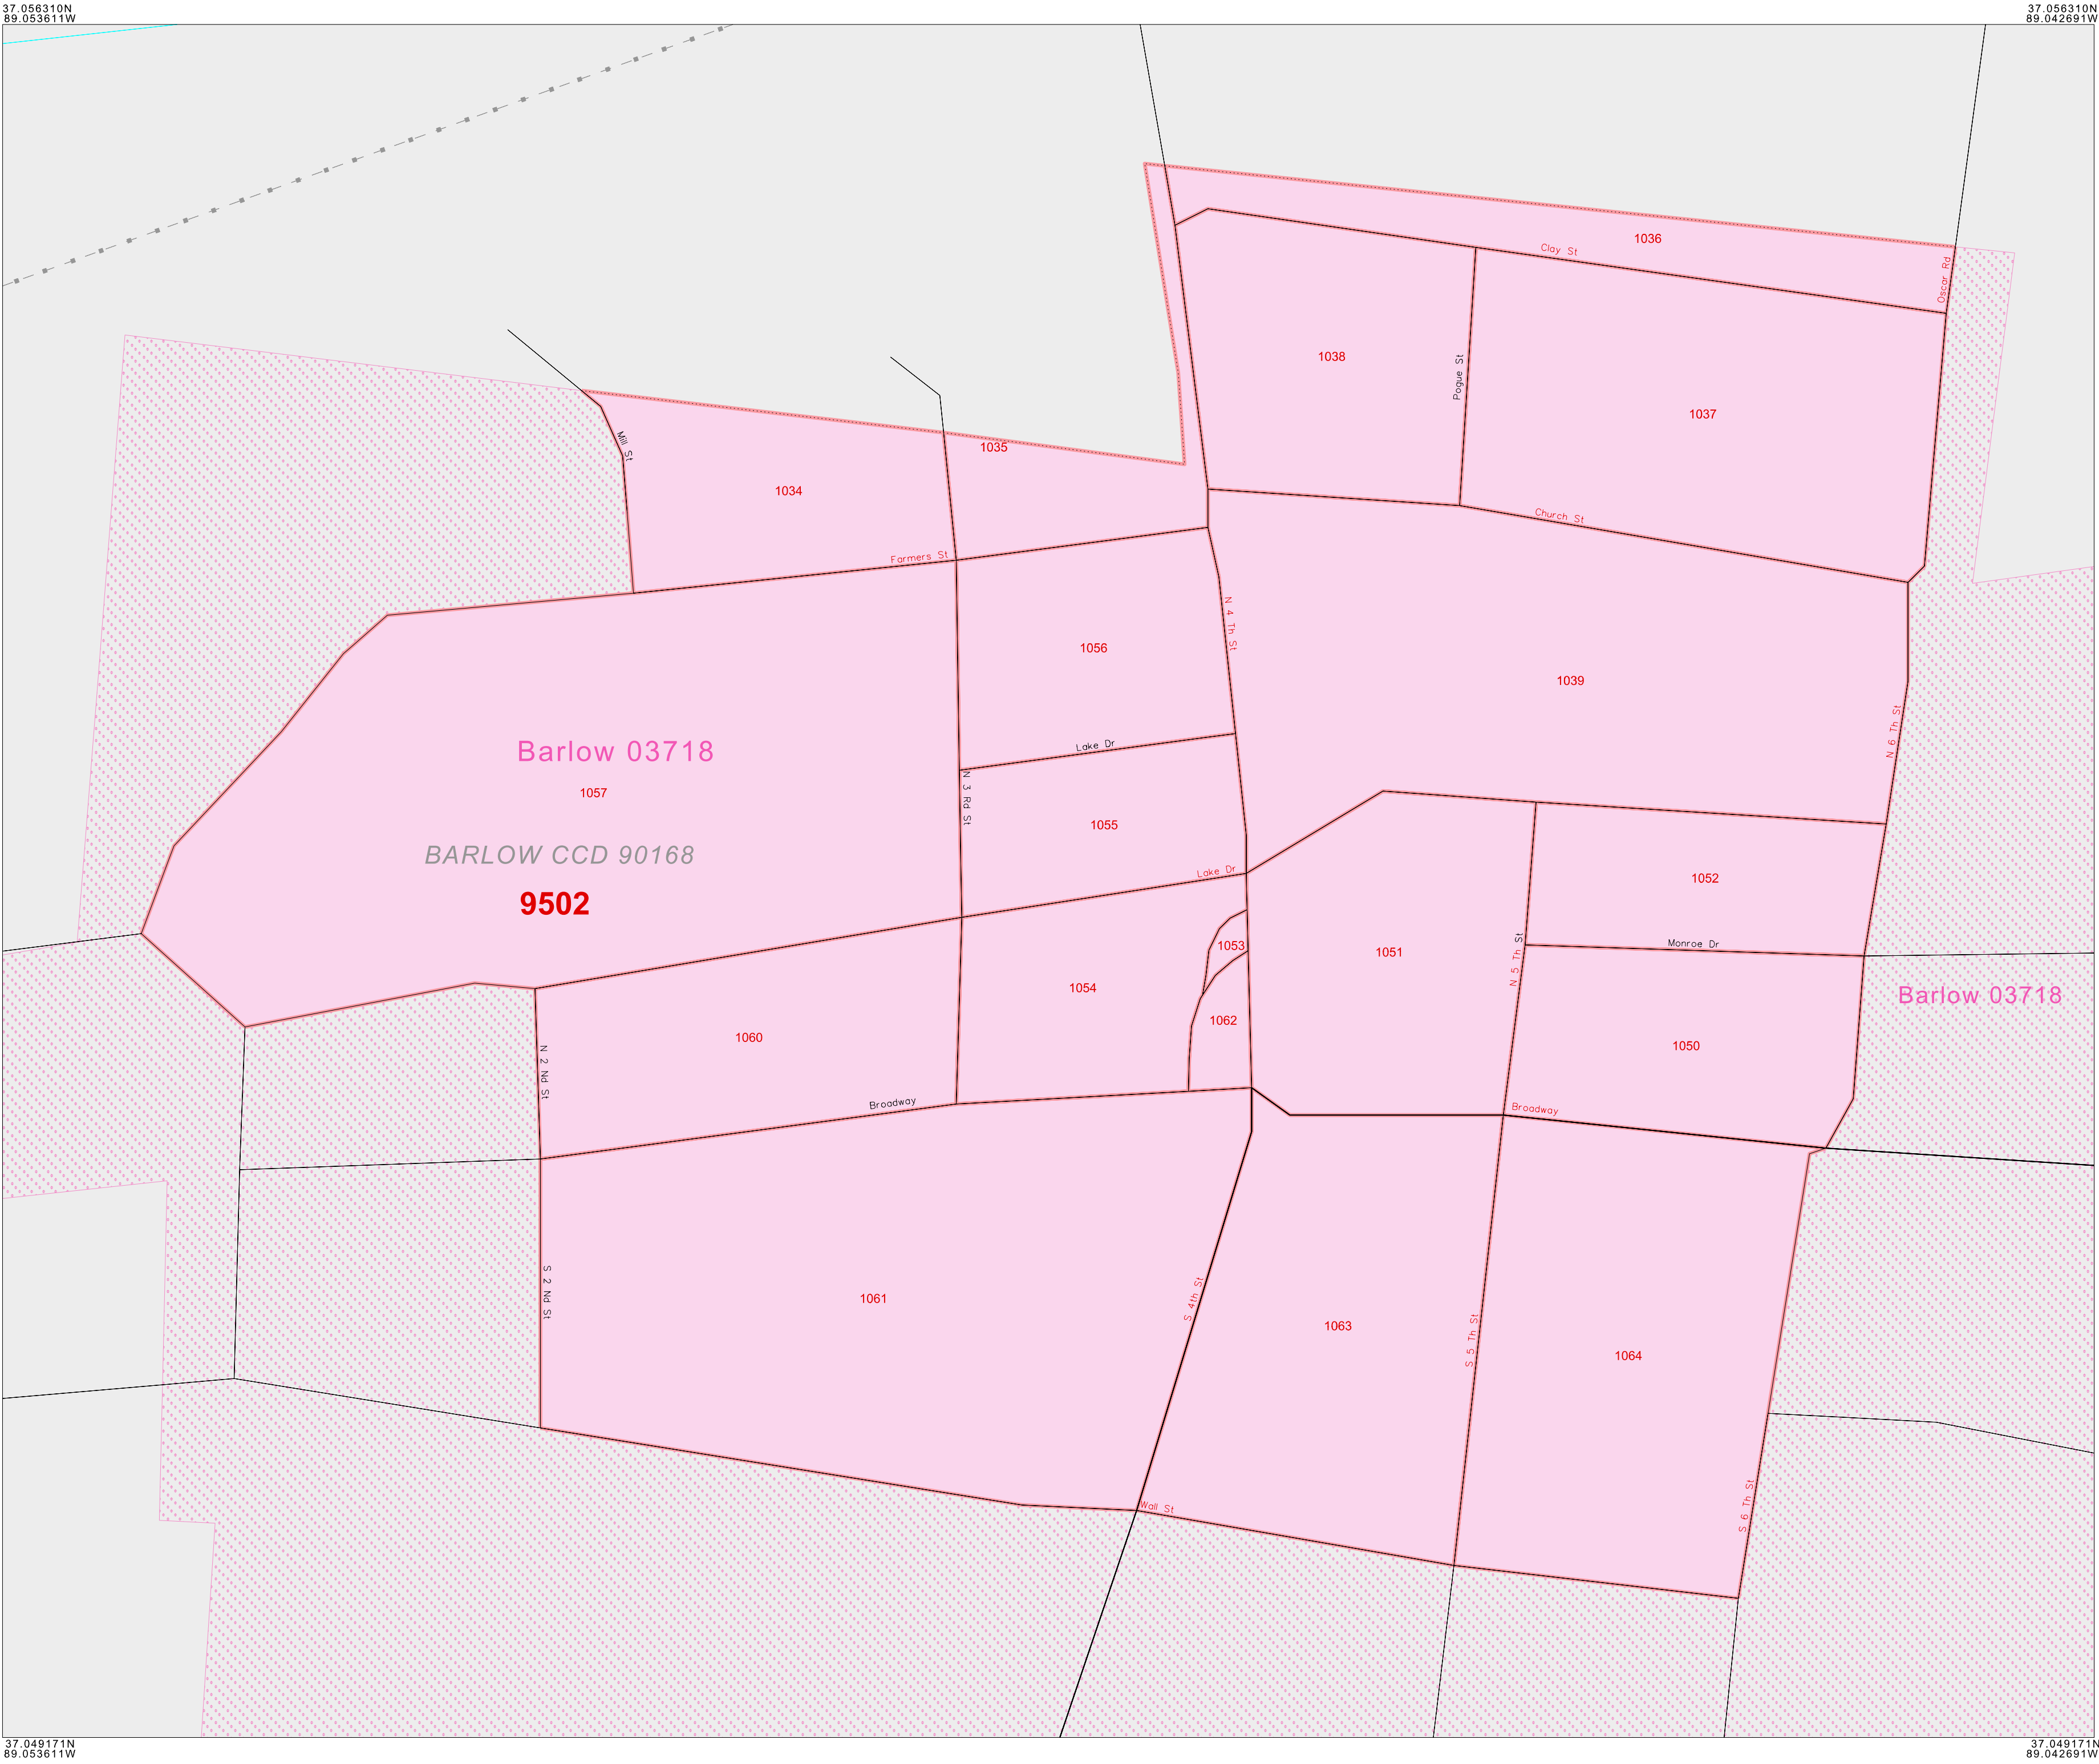 37.056310N
89.053611W
37.056310N
89.042691W
1036
Clay St
Oscar Rd
1038
Pogue St
1037
Mill St
1035
1034
Church St
Farmers St
N 4 Th St
1056
1039
N 6 Th St
Lake Dr
Barlow 03718
1057
N 3 Rd St
1055
BARLOW CCD 90168
Lake Dr
1052
9502
1053
1051
N 5 Th St
Monroe Dr
1054
Barlow 03718
1062
1060
1050
N 2 Nd St
Broadway
Broadway
S 2 Nd St
1061
S 4th St
1063
S 5 Th St
1064
Wall St
S 6 Th St
37.049171N
89.053611W
37.049171N
89.042691W